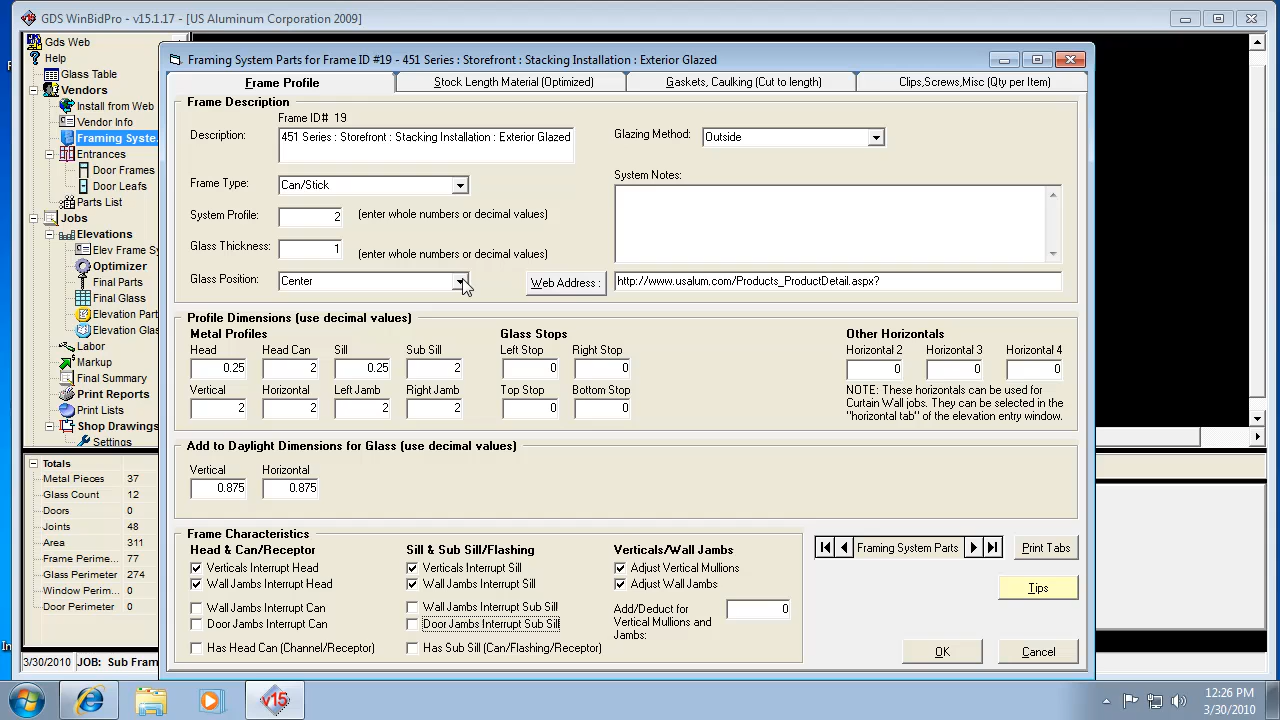 GDS WinBidPro - v15.1.17 - [US Aluminum Corporation 2009]
Gds Web
Help
Glass Table
Vendors
Install from Web
Vendor Info
Framing Syste
Entrances
Door Frames
Door Leafs
Parts List
Jobs
Elevations
Elev Frame Sy
Optimizer
Final Parts
Final Glass
Elevation Part
Elevation Glas
Labor
Markup
Final Summary
Print Reports
Print Lists
Shop Drawings
Settings
Totals
Metal Pieces 37
Glass Count 12
Doors 0
Joints 48
Area 311
Frame Perime... 77
Glass Perimeter 274
Window Perim... 0
Door Perimeter 0
3/30/2010 JOB: Sub Fram
Framing System Parts for Frame ID #19 - 451 Series : Storefront : Stacking Installation : Exterior Glazed
Frame Profile Stock Length Material (Optimized) Gaskets, Caulking (Cut to length) Clips,Screws,Misc (Qty per Item)
Frame Description
Frame ID# 19
Description: 451 Series : Storefront : Stacking Installation : Exterior Glazed
Glazing Method: Outside
Frame Type: Can/Stick
System Notes:
System Profile: 2 (enter whole numbers or decimal values)
Glass Thickness: 1 (enter whole numbers or decimal values)
Glass Position: Center
Web Address : http://www.usalum.com/Products_ProductDetail.aspx?
Profile Dimensions (use decimal values)
Metal Profiles Glass Stops Other Horizontals
Head Head Can Sill Sub Sill Left Stop Right Stop Horizontal 2 Horizontal 3 Horizontal 4
0.25 2 0.25 2 0 0 0 0 0
Vertical Horizontal Left Jamb Right Jamb Top Stop Bottom Stop
2 2 2 2 0 0
NOTE: These horizontals can be used for
Curtain Wall jobs. They can be selected in the
"horizontal tab" of the elevation entry window.
Add to Daylight Dimensions for Glass (use decimal values)
Vertical Horizontal
0.875 0.875
Frame Characteristics
Head & Can/Receptor Sill & Sub Sill/Flashing Verticals/Wall Jambs
Verticals Interrupt Head Verticals Interrupt Sill Adjust Vertical Mullions
Wall Jambs Interrupt Head Wall Jambs Interrupt Sill Adjust Wall Jambs
Wall Jambs Interrupt Can Wall Jambs Interrupt Sub Sill
Door Jambs Interrupt Can Door Jambs Interrupt Sub Sill
Add/Deduct for
Vertical Mullions and
Jambs:
0
Has Head Can (Channel/Receptor) Has Sub Sill (Can/Flashing/Receptor)
Framing System Parts Print Tabs
Tips
OK Cancel
In
v15
12:26 PM
3/30/2010